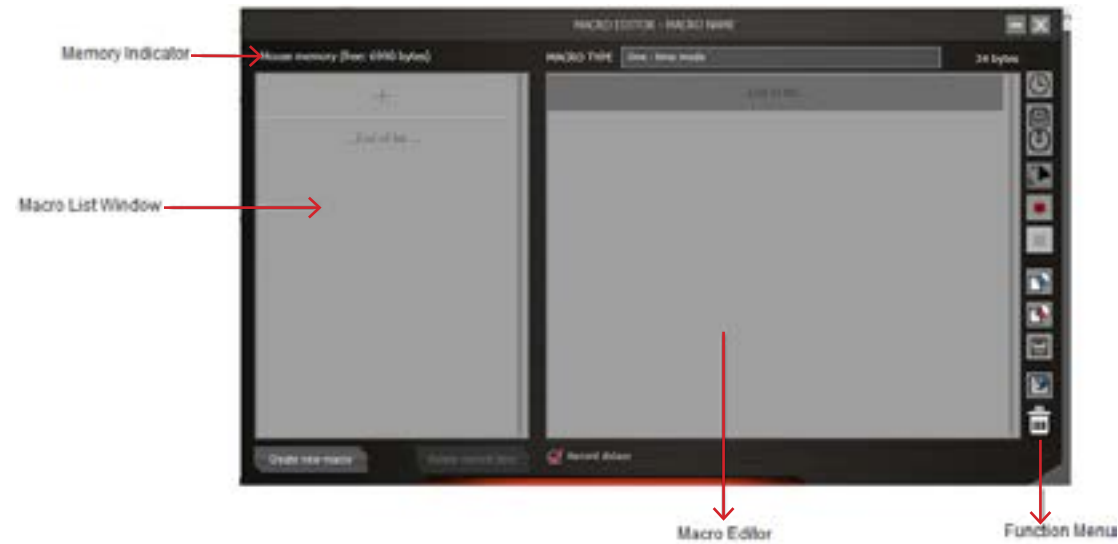 MACRO EDITOR - MACRO NAME
Memory Indicator
Mouse memory (free: 6990 bytes)
MACRO TYPE
One - time mode
24 bytes
...End of list...
Macro List Window
Create new macro
Record delays
Macro Editor
Function Menus